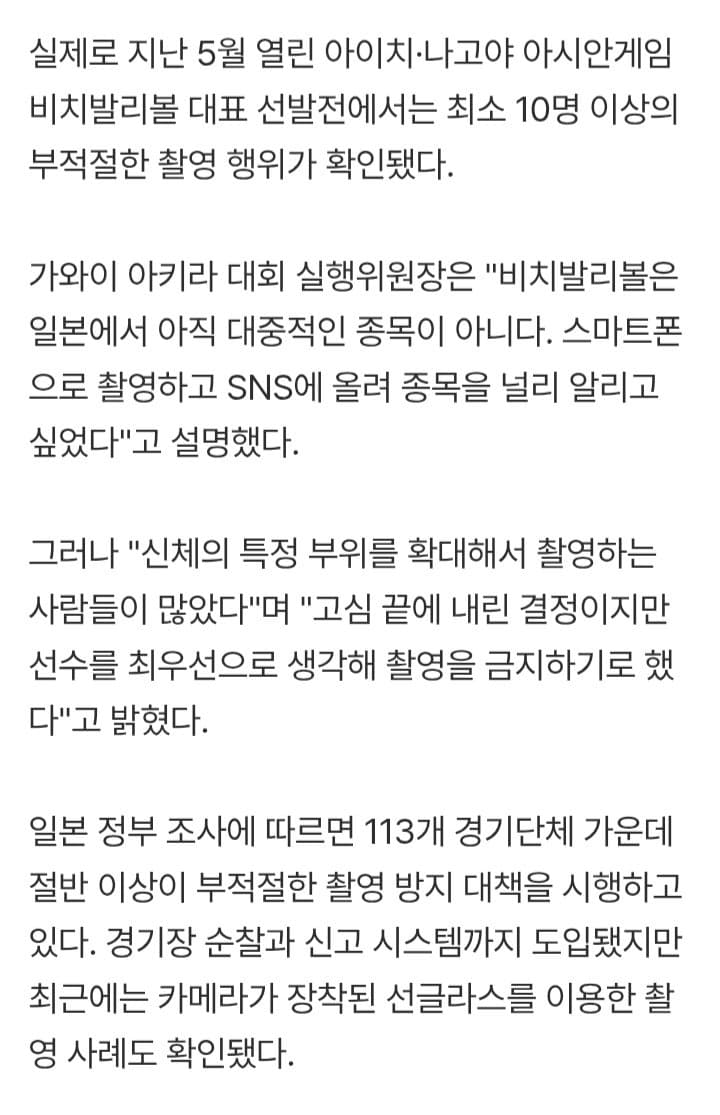 실제로 지난 5월 열린 아이치·나고야 아시안게임
비치발리볼 대표 선발전에서는 최소 10명 이상의
부적절한 촬영 행위가 확인됐다.
가와이 아키라 대회 실행위원장은 "비치발리볼은
일본에서 아직 대중적인 종목이 아니다. 스마트폰
으로 촬영하고 SNS에 올려 종목을 널리 알리고
싶었다"고 설명했다.
그러나 "신체의 특정 부위를 확대해서 촬영하는
사람들이 많았다"며 "고심 끝에 내린 결정이지만
선수를 최우선으로 생각해 촬영을 금지하기로 했
다"고 밝혔다.
일본 정부 조사에 따르면 113개 경기단체 가운데
절반 이상이 부적절한 촬영 방지 대책을 시행하고
있다. 경기장 순찰과 신고 시스템까지 도입됐지만
최근에는 카메라가 장착된 선글라스를 이용한 촬
영 사례도 확인됐다.